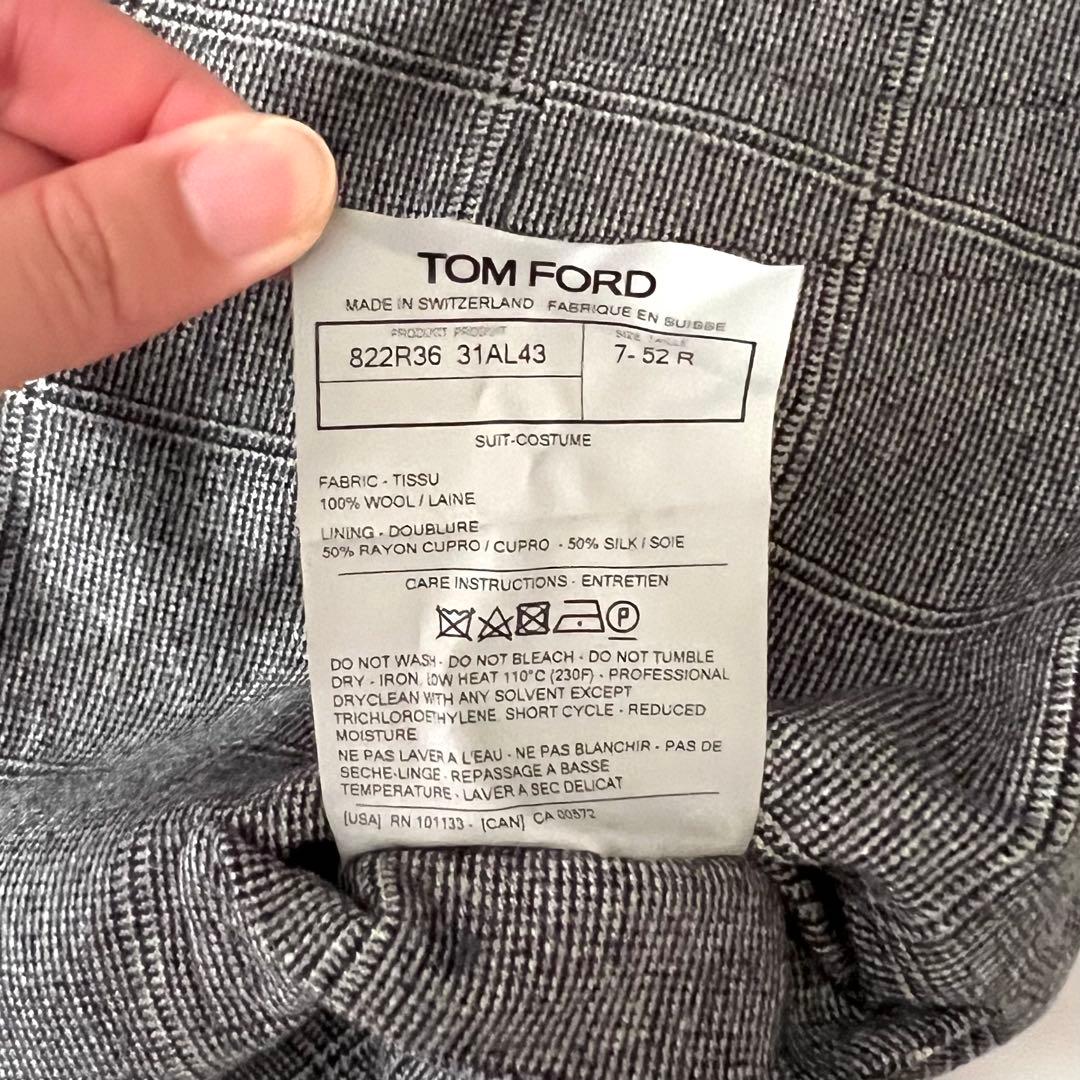 TOM FORD
MADE IN SWITZERLAND FABRIQUE EN SUISSE
PRODUCT PRODUIT
SIZE TAILLE
822R36 31AL43
7- 52 R
SUIT-COSTUME
FABRIC - TISSU
100% WOOL / LAINE
LINING - DOUBLURE
50% RAYON CUPRO / CUPRO - 50% SILK / SOIE
CARE INSTRUCTIONS - ENTRETIEN
P
DO NOT WASH - DO NOT BLEACH - DO NOT TUMBLE
DRY - IRON, LOW HEAT 110°C (230F) - PROFESSIONAL
DRYCLEAN WITH ANY SOLVENT EXCEPT
TRICHLOROETHYLENE, SHORT CYCLE - REDUCED
MOISTURE
NE PAS LAVER A L'EAU - NE PAS BLANCHIR - PAS DE
SECHE-LINGE - REPASSAGE A BASSE
TEMPERATURE - LAVER A SEC DELICAT
[USA] RN 101133 - [CAN] CA